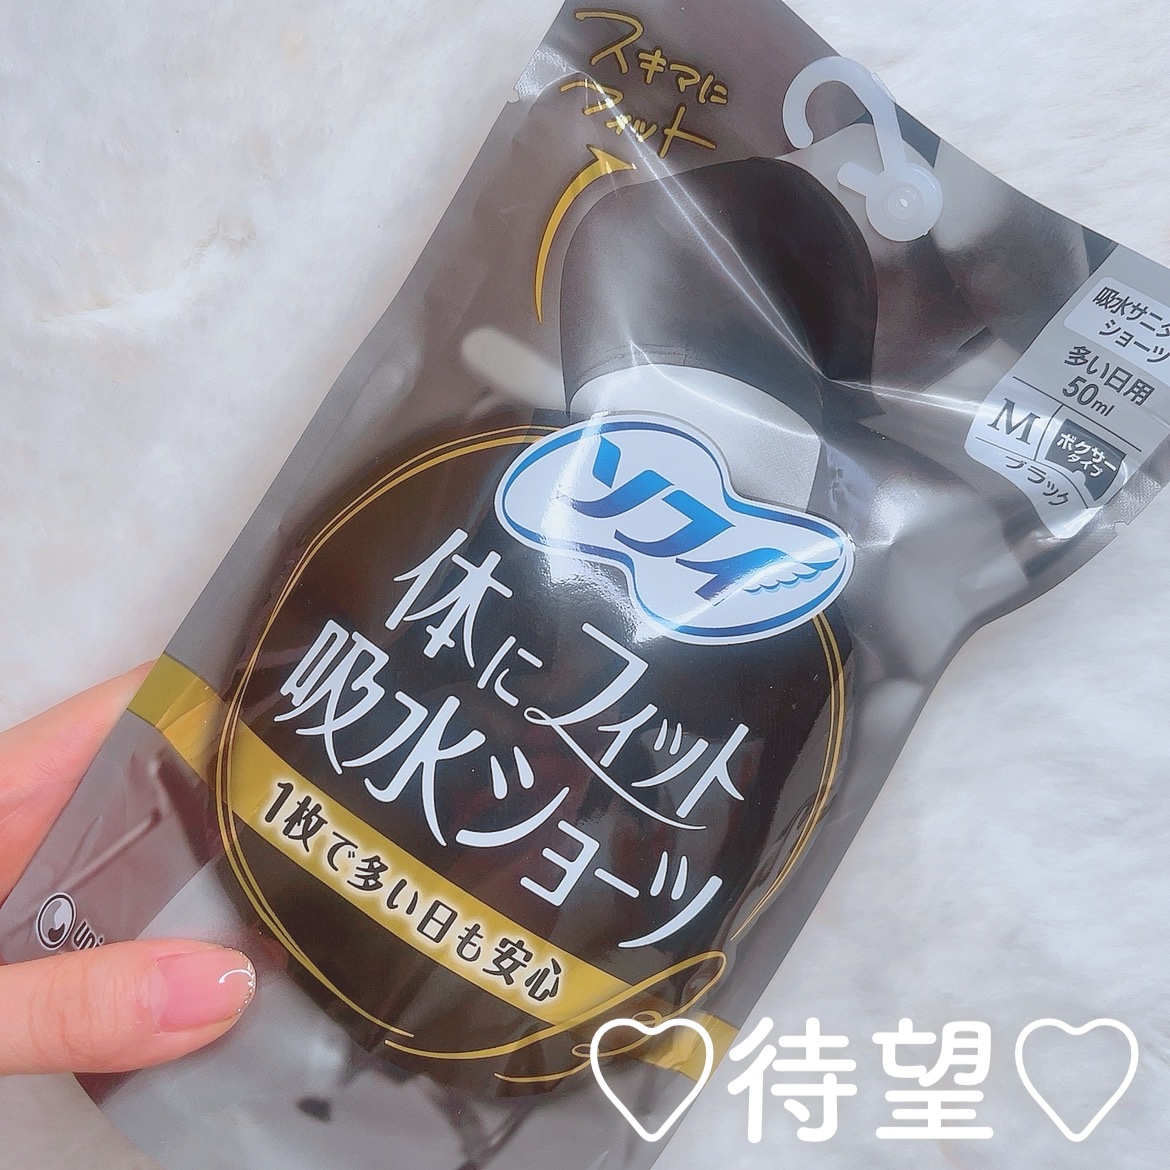 スキマに
フィット
吸水サニタ
ショーツ
多い日用
50ml
M
ボクサー
タイプ
ブラック
ソフィ
体にフィット
吸水ショーツ
1枚で多い日も安心
uni
♡待望♡